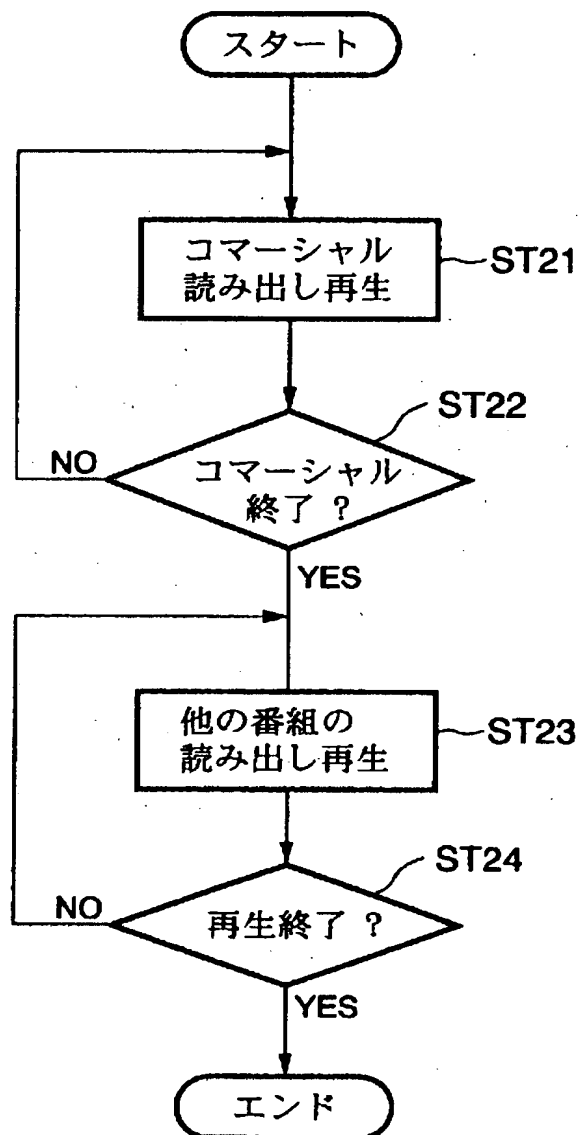 スタート
コマーシャル
読み出し再生
ST21
ST22
コマーシャル
終了 ?
NO
YES
他の番組の
読み出し再生
ST23
ST24
再生終了 ?
NO
YES
エンド